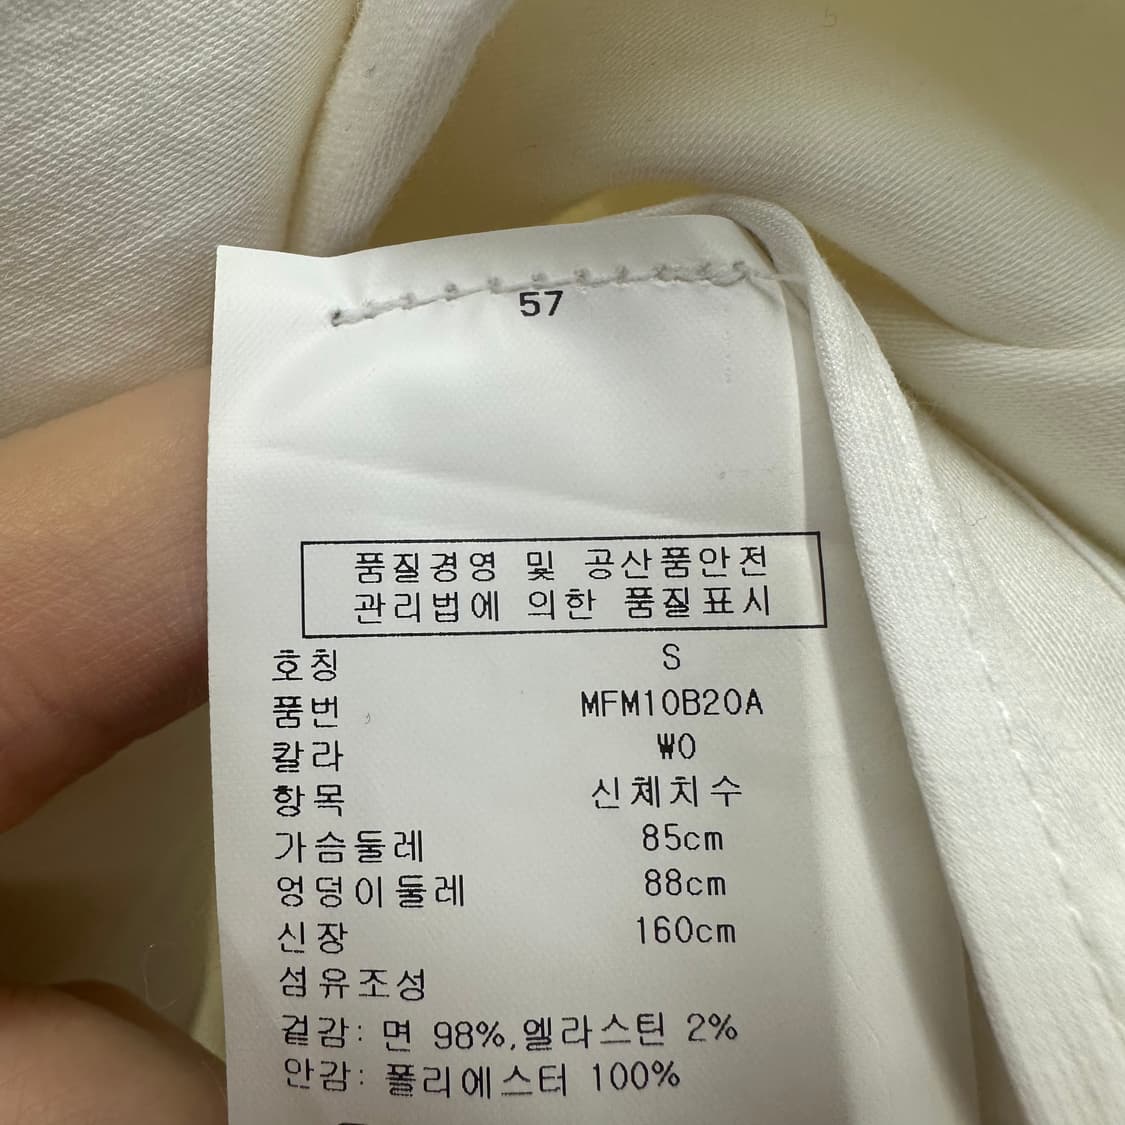 57
품질경영 및 공산품안전
관리법에 의한 품질표시
호칭 S
품번 MFM10B20A
칼라 ₩0
항목 신체치수
가슴둘레 85cm
엉덩이둘레 88cm
신장 160cm
섬유조성
겉감: 면 98%,엘라스틴 2%
안감: 폴리에스터 100%